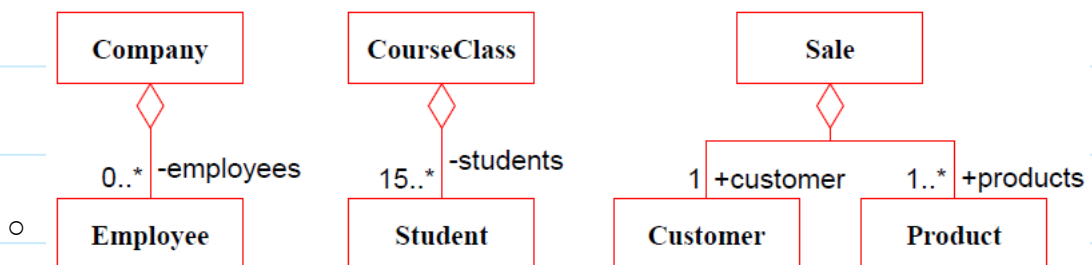 Company
CourseClass
Sale
0..* -employees
15..* -students
1 +customer
1..* +products
Employee
Student
Customer
Product